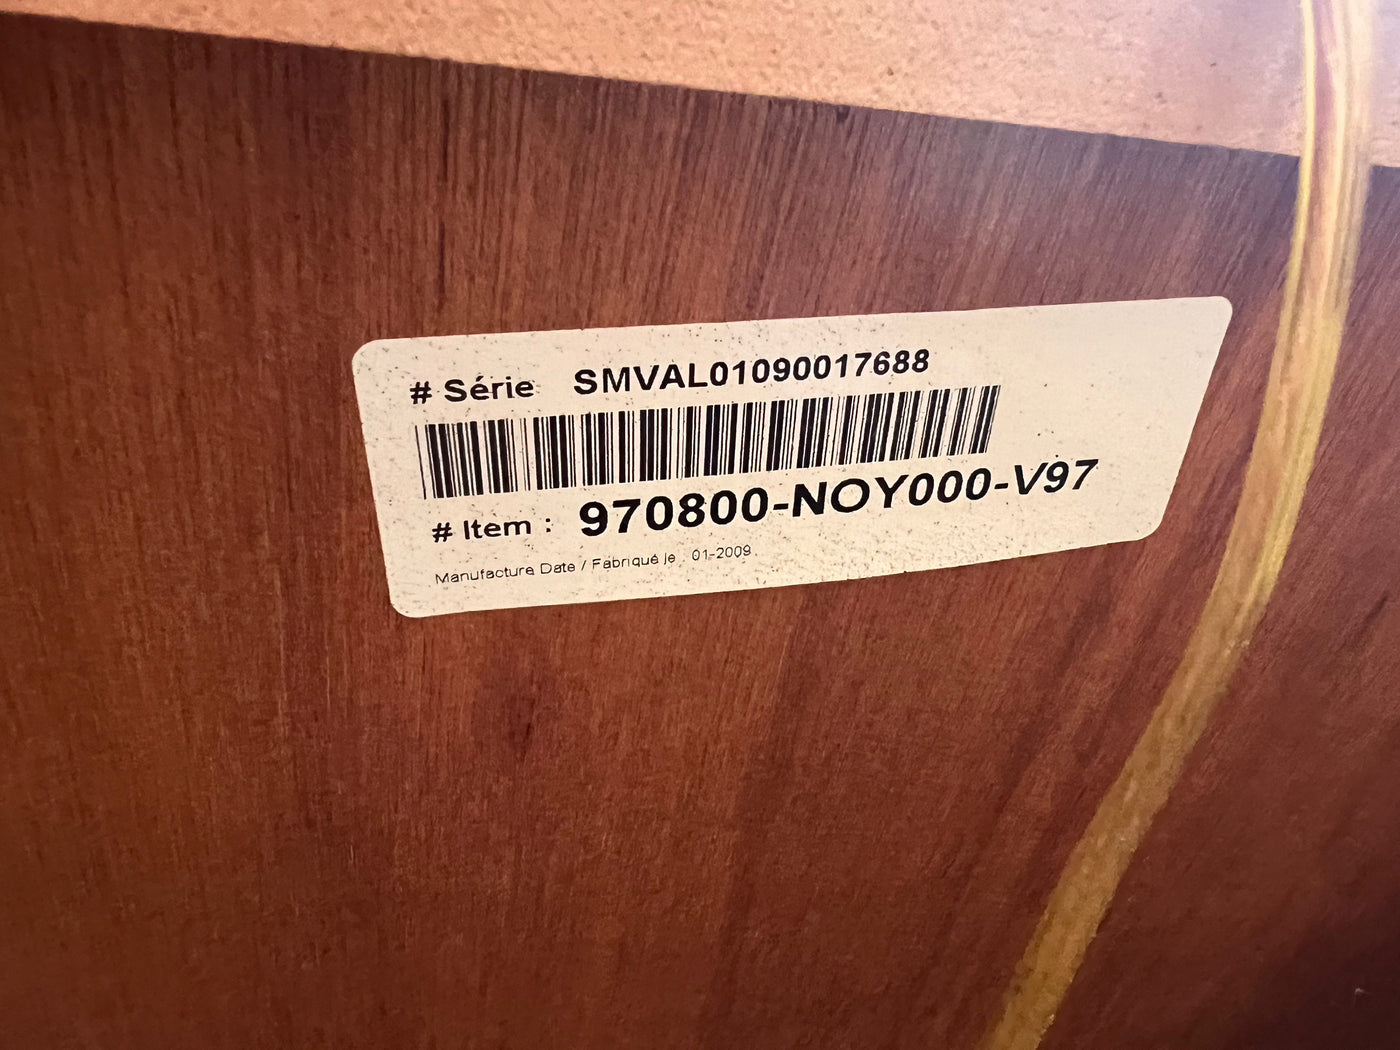 # Série SMVAL01090017688
# Item : 970800-NOY000-V97
Manufacture Date / Fabriqué le : 01-2009